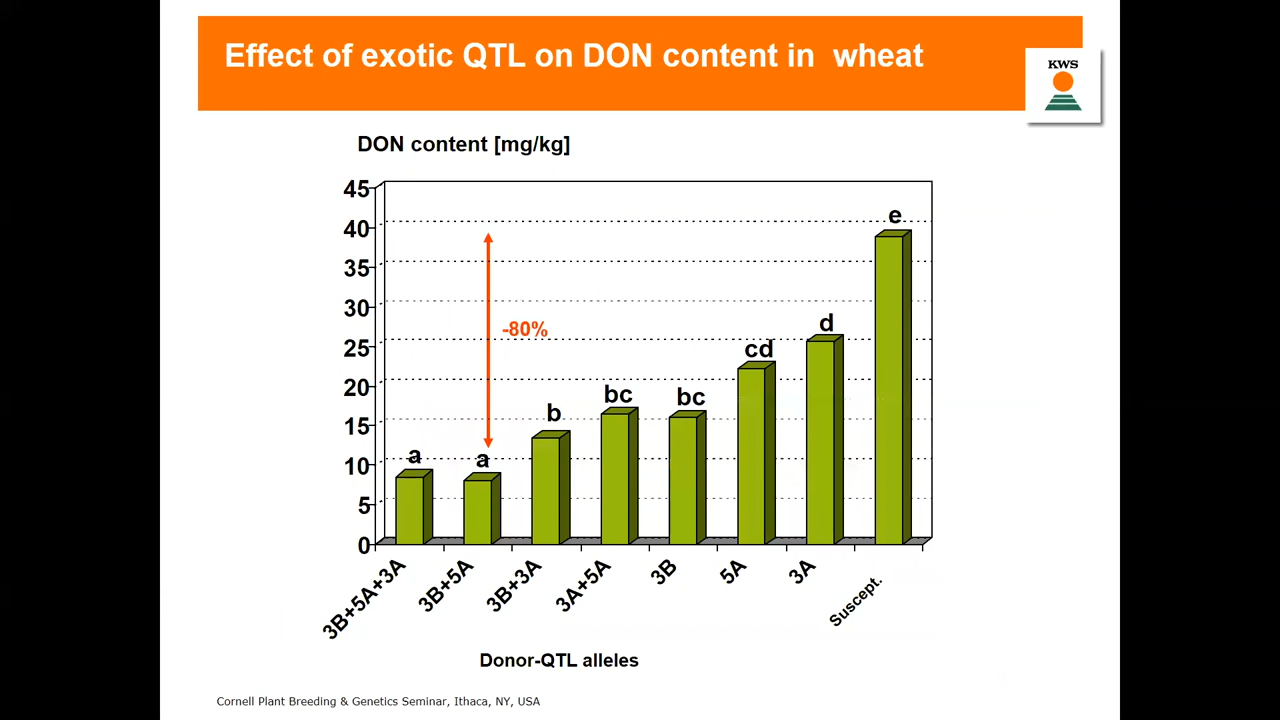 Effect of exotic QTL on DON content in wheat
KWS
DON content [mg/kg]
45
40
35
30
25
20
15
10
5
0
-80%
a
a
b
bc
bc
cd
d
e
3B+5A+3A
3B+5A
3B+3A
3A+5A
3B
5A
3A
Suscept.
Donor-QTL alleles
Cornell Plant Breeding & Genetics Seminar, Ithaca, NY, USA